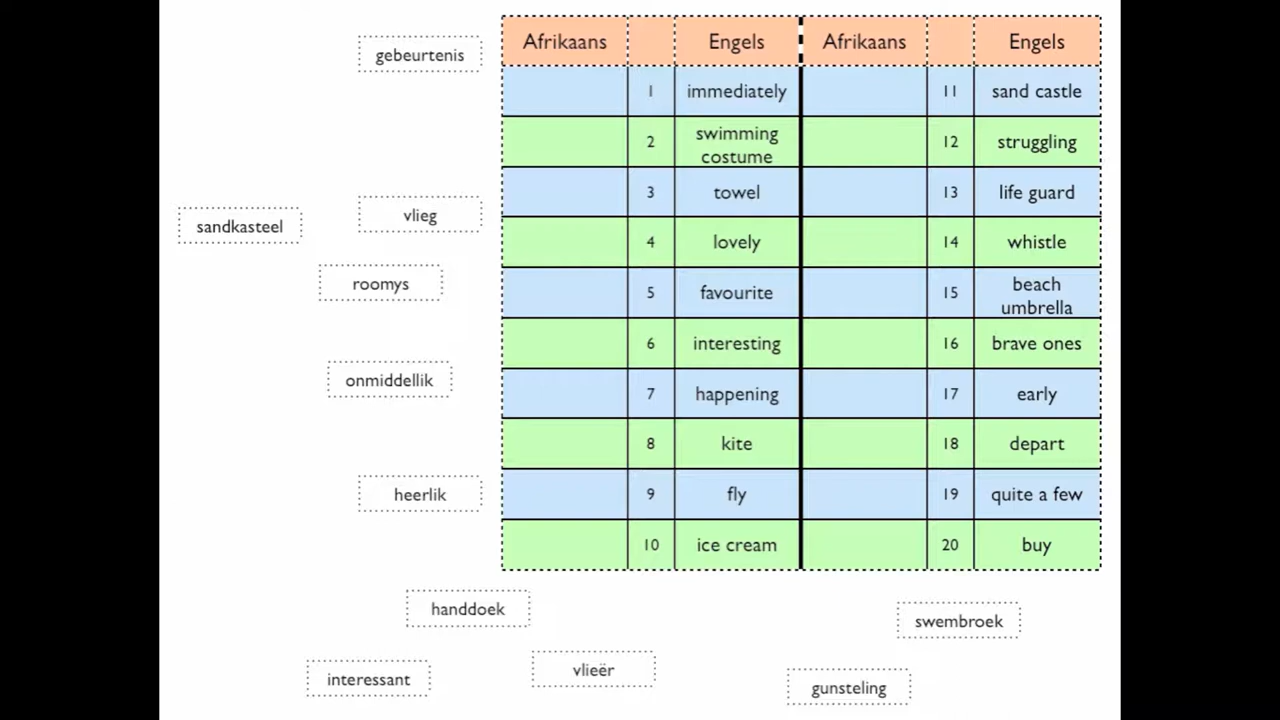 gebeurtenis
Afrikaans Engels Afrikaans Engels
1 immediately 11 sand castle
2 swimming costume 12 struggling
3 towel 13 life guard
sandkasteel
vlieg
4 lovely 14 whistle
roomys
5 favourite 15 beach umbrella
6 interesting 16 brave ones
onmiddellik
7 happening 17 early
8 kite 18 depart
heerlik
9 fly 19 quite a few
10 ice cream 20 buy
handdoek
swembroek
interessant
vlieër
gunsteling